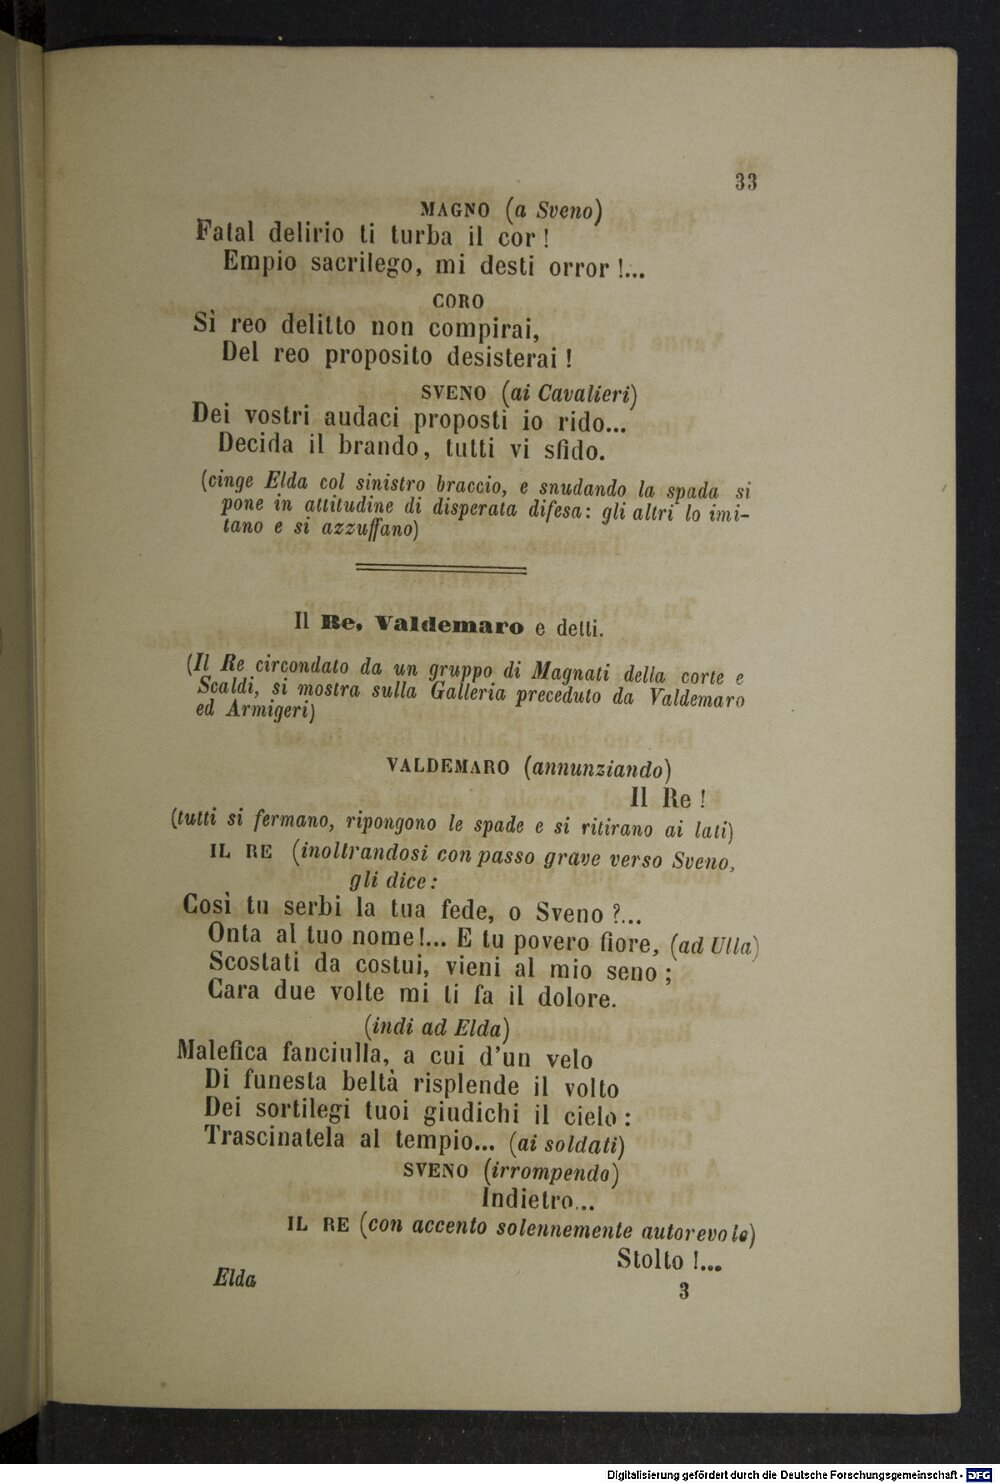 33
MAGNO (a Sveno)
Fatal delirio ti turba il cor !
Empio sacrilego, mi desti orror !...
CORO
Sì reo delitto non compirai,
Del reo proposito desisterai !
SVENO (ai Cavalieri)
Dei vostri audaci proposti io rido...
Decida il brando, tutti vi sfido.
(cinge Elda col sinistro braccio, e snudando la spada si
pone in attitudine di disperata difesa: gli altri lo imi-
tano e si azzuffano)
Il Re, Valdemaro e detti.
(Il Re circondato da un gruppo di Magnati della corte e
Scaldi, si mostra sulla Galleria preceduto da Valdemaro
ed Armigeri)
VALDEMARO (annunziando)
Il Re !
(tutti si fermano, ripongono le spade e si ritirano ai lati)
IL RE (inoltrandosi con passo grave verso Sveno,
gli dice:
Così tu serbi la tua fede, o Sveno ?...
Onta al tuo nome!... E tu povero fiore, (ad Ulla)
Scostati da costui, vieni al mio seno ;
Cara due volte mi ti fa il dolore.
(indi ad Elda)
Malefica fanciulla, a cui d'un velo
Di funesta beltà risplende il volto
Dei sortilegi tuoi giudichi il cielo :
Trascinatela al tempio... (ai soldati)
SVENO (irrompendo)
Indietro...
IL RE (con accento solennemente autorevole)
Stolto !...
Elda
3
Digitalisierung gefördert durch die Deutsche Forschungsgemeinschaft - DFG